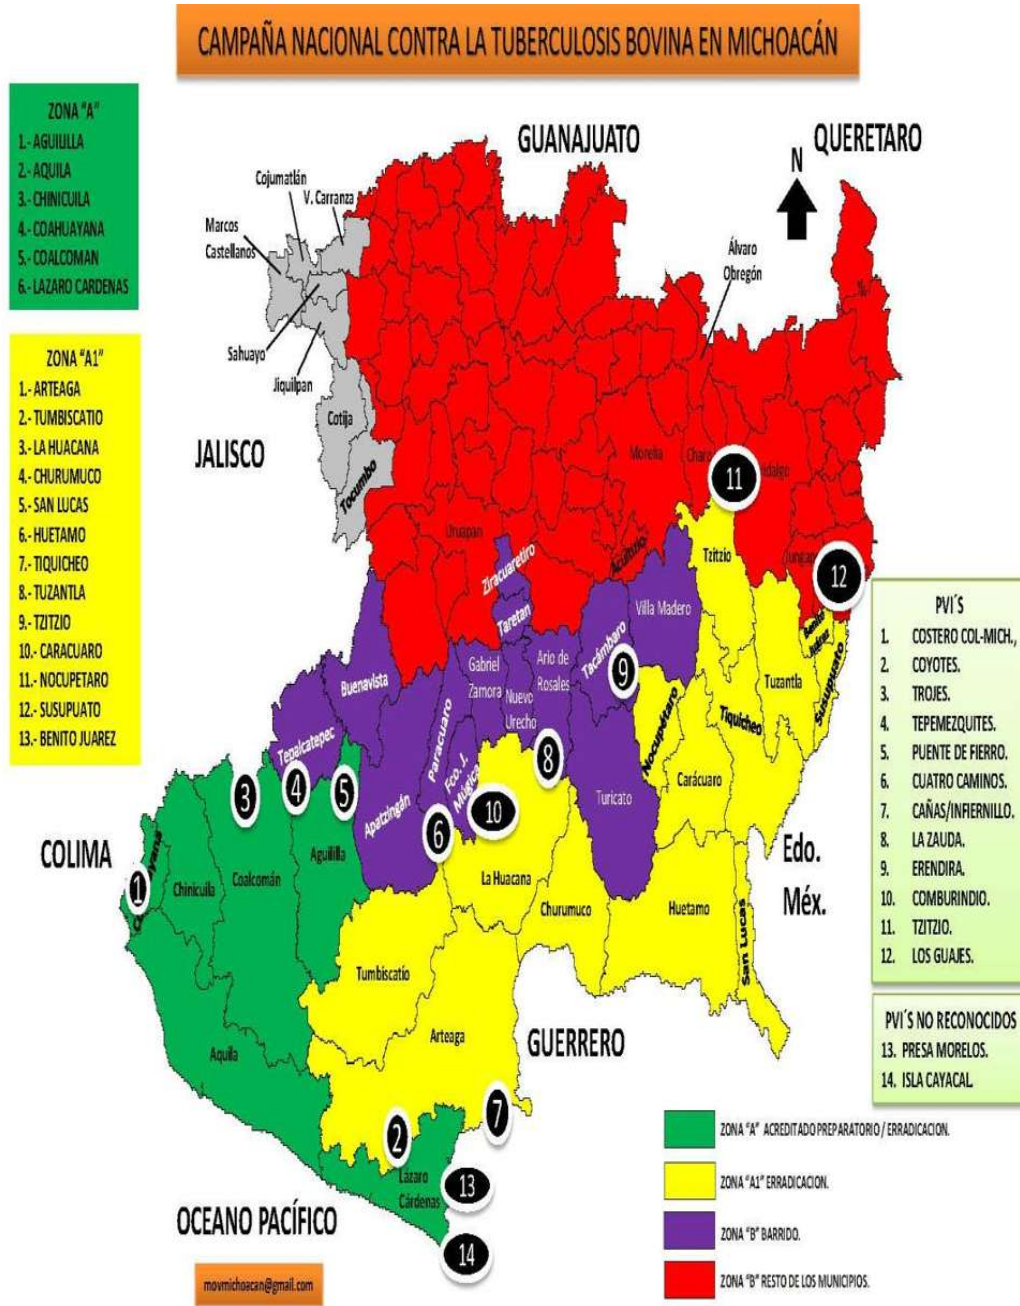 CAMPAÑA NACIONAL CONTRA LA TUBERCULOSIS BOVINA EN MICHOACÁN
ZONA "A"
1.- AGUILILLA
2.- AQUILA
3.- CHINICUILA
4.- COAHUAYANA
5.- COALCOMAN
6.- LAZARO CARDENAS
ZONA "A1"
1.- ARTEAGA
2.- TUMBISCATIO
3.- LA HUACANA
4.- CHURUMUCO
5.- SAN LUCAS
6.- HUETAMO
7.- TIQUICHEO
8.- TUZANTLA
9.- TZITZIO
10.- CARACUARO
11.- NOCUPETARO
12.- SUSUPUATO
13.- BENITO JUAREZ
GUANAJUATO
QUERETARO
N
Cojumatlán
V. Carranza
Marcos
Castellanos
Álvaro
Obregón
Sahuayo
Jiquilpan
Cotija
JALISCO
Tocumbo
Morelia
Charo
11
Uruapan
Acuitzio
Tzitzio
12
Ziracuaretiro
Taretan
Villa Madero
Benito
Juárez
Tacámbaro
9
Gabriel
Zamora
Ario de
Rosales
Nuevo
Urecho
Buenavista
Tuzantla
Susupuato
Tiquicheo
Nocupétaro
Carácuaro
Tepalcatepec
Paracuaro
Fco. J.
Múgica
8
3
4
5
Apatzingán
10
6
Turicato
COLIMA
1
Chinicuila
Coalcomán
Aguililla
La Huacana
Churumuco
Huetamo
San Lucas
Edo.
Méx.
Tumbiscatío
Arteaga
GUERRERO
Aquila
7
2
Lázaro
Cárdenas
13
14
OCEANO PACÍFICO
PVI´S
1. COSTERO COL-MICH.,
2. COYOTES.
3. TROJES.
4. TEPEMEZQUITES.
5. PUENTE DE FIERRO.
6. CUATRO CAMINOS.
7. CAÑAS/INFIERNILLO.
8. LA ZAUDA.
9. ERENDIRA.
10. COMBURINDIO.
11. TZITZIO.
12. LOS GUAJES.
PVI´S NO RECONOCIDOS
13. PRESA MORELOS.
14. ISLA CAYACAL.
ZONA "A" ACREDITADO PREPARATORIO / ERRADICACION.
ZONA "A1" ERRADICACION.
ZONA "B" BARRIDO.
ZONA "B" RESTO DE LOS MUNICIPIOS.
movmichoacan@gmail.com